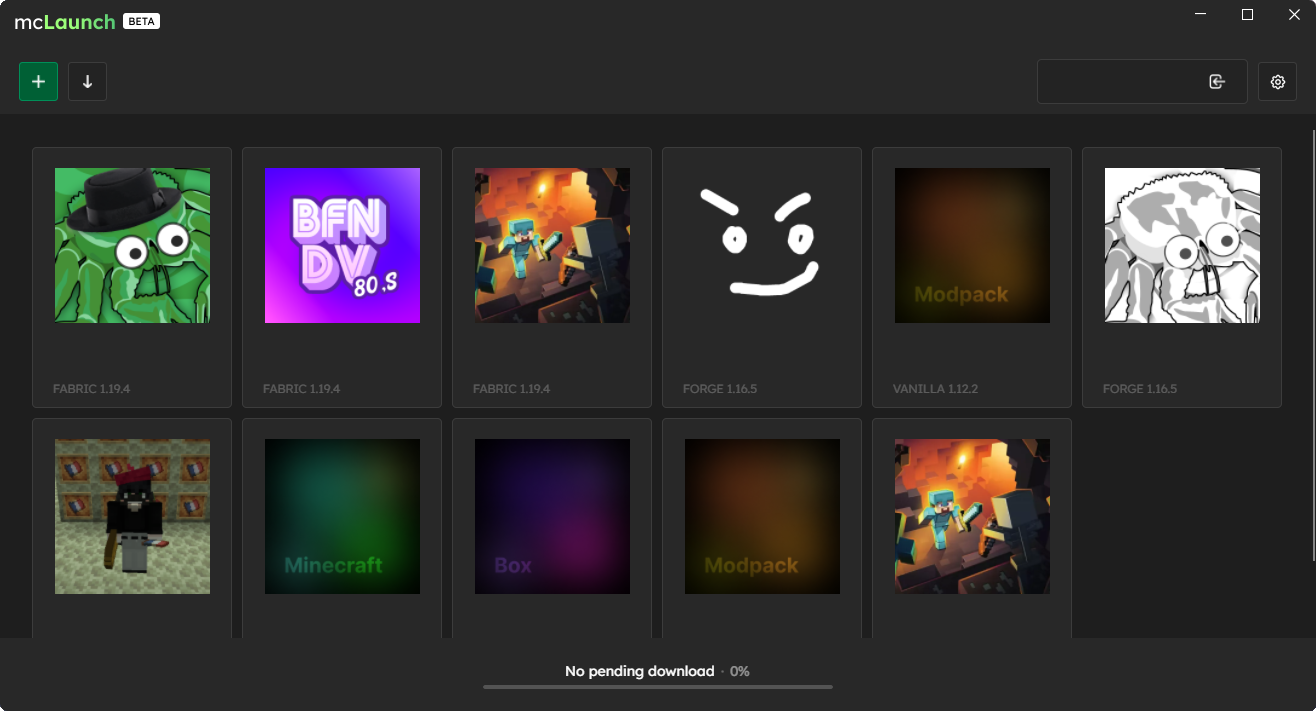 mcLaunch BETA
No pending download · 0%
BFN
DV
80,S
Modpack
FABRIC 1.19.4
FABRIC 1.19.4
FABRIC 1.19.4
FORGE 1.16.5
VANILLA 1.12.2
FORGE 1.16.5
Minecraft
Box
Modpack